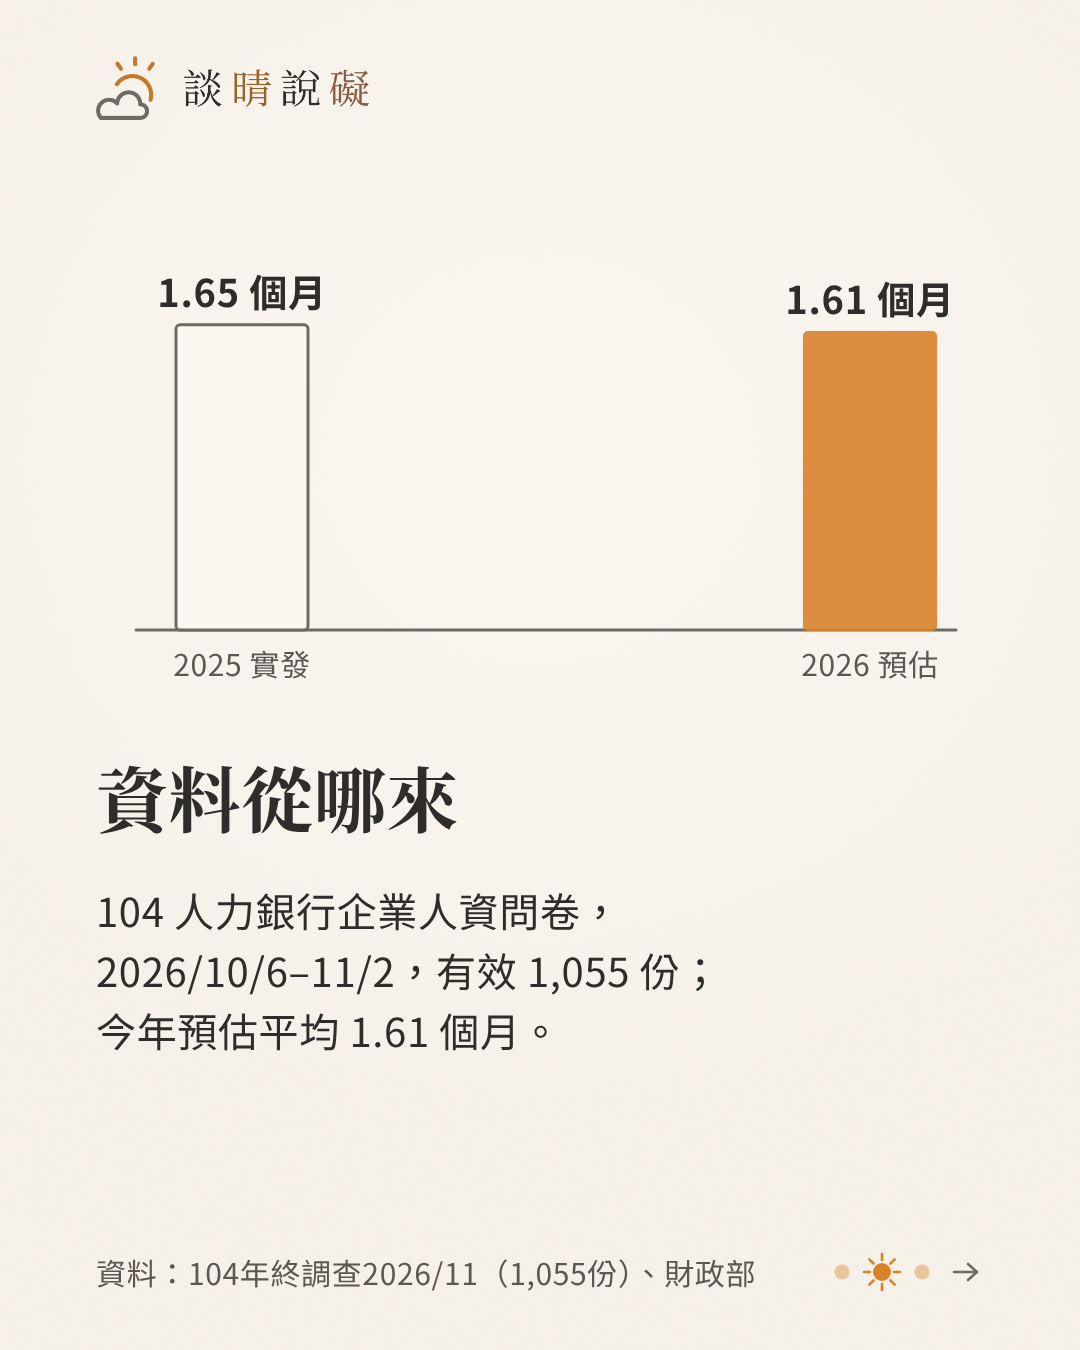 談晴說礙
1.65 個月
1.61 個月
2025 實發
2026 預估
資料從哪來
104 人力銀行企業人資問卷，
2026/10/6–11/2，有效 1,055 份；
今年預估平均 1.61 個月。
資料：104年終調查2026/11（1,055份）、財政部